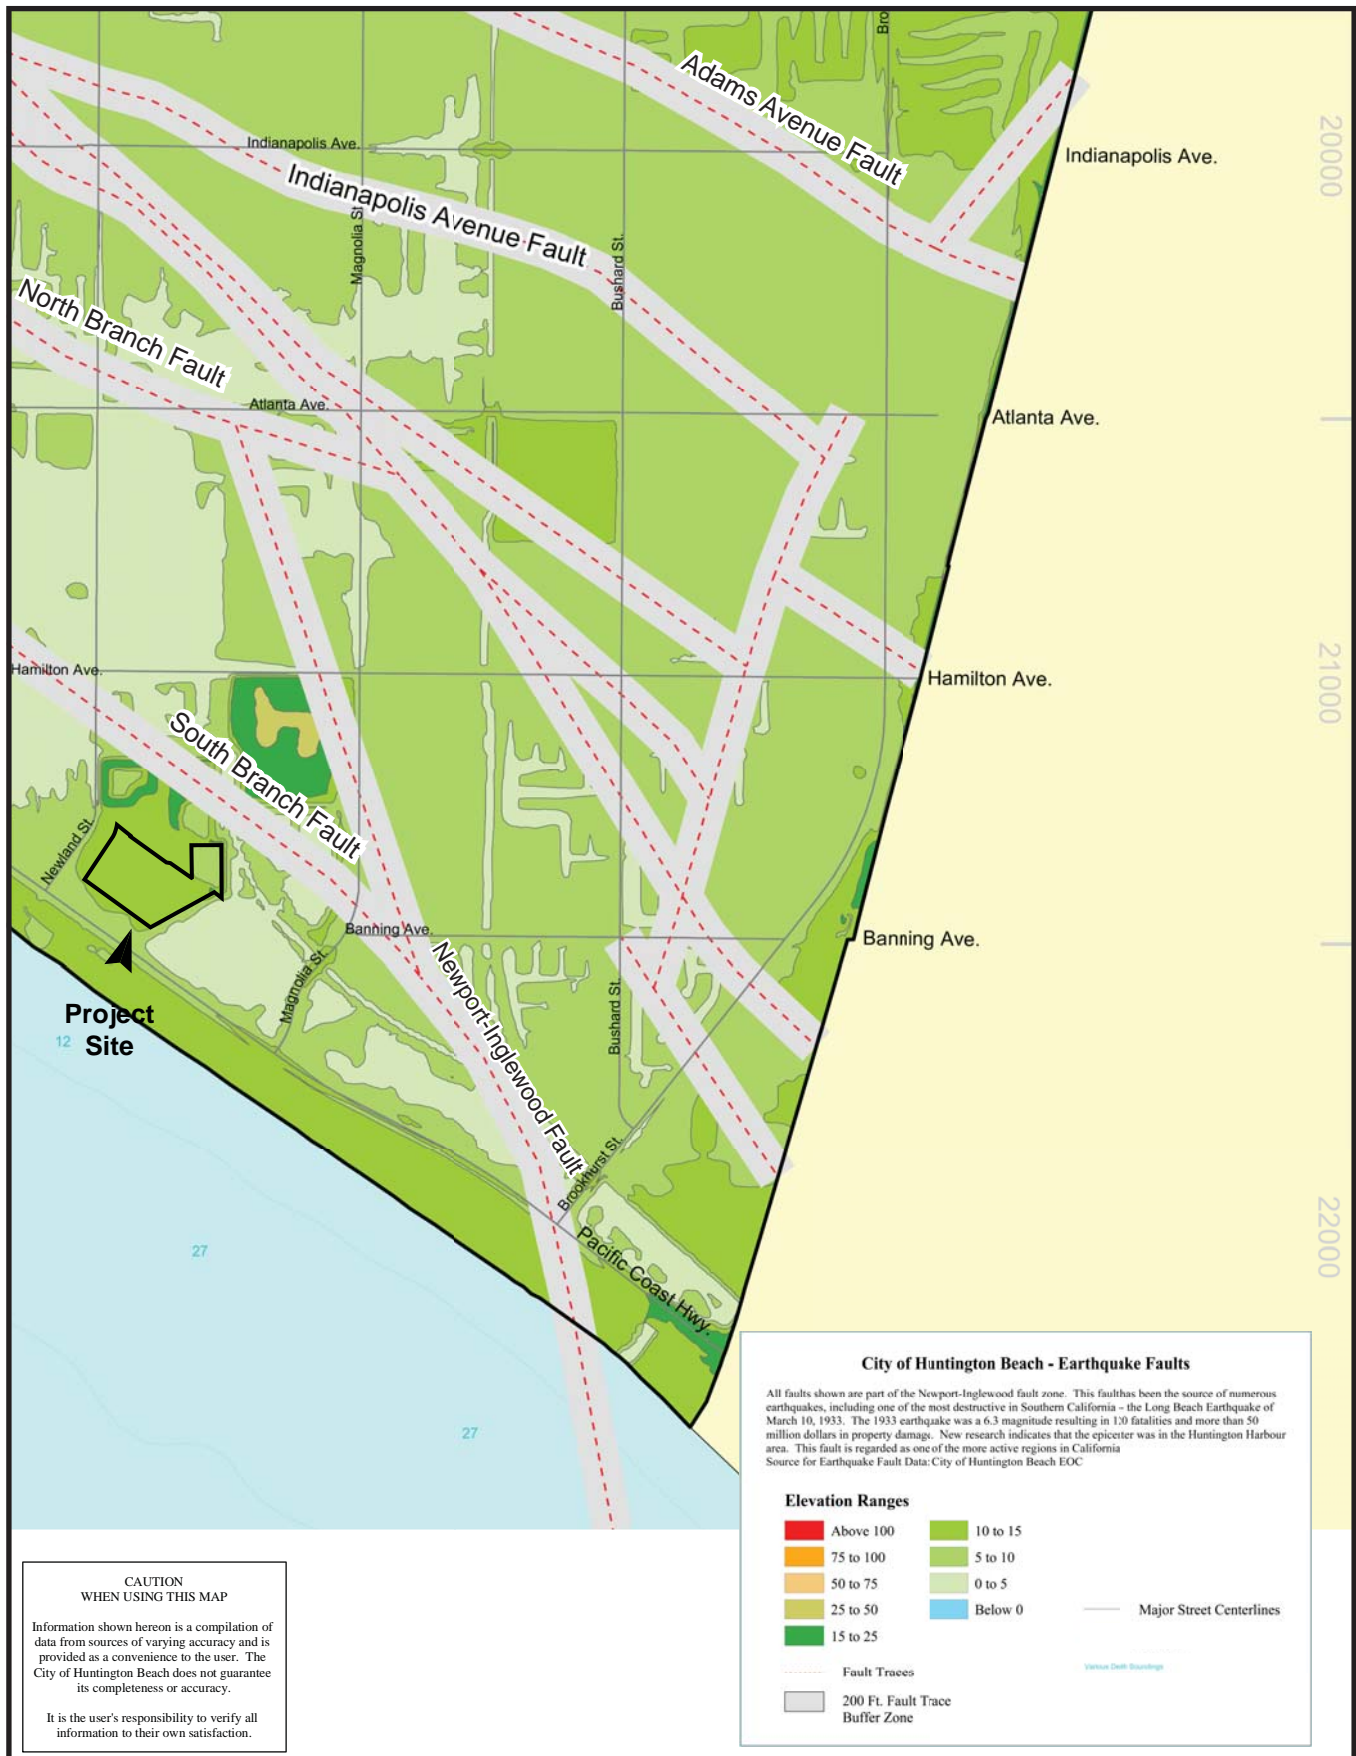 Bro
Adams Avenue Fault
20000
Indianapolis Ave.
Indianapolis Ave.
Indianapolis Avenue Fault
Magnolia St.
Bushard St.
North Branch Fault
Atlanta Ave.
Atlanta Ave.
Hamilton Ave.
Hamilton Ave.
21000
South Branch Fault
Newland St.
Banning Ave.
Banning Ave.
Newport-Inglewood Fault
Magnolia St.
Bushard St.
Project
Site
12
Brookhurst St.
22000
27
Pacific Coast Hwy.
27
City of Huntington Beach - Earthquake Faults
All faults shown are part of the Newport-Inglewood fault zone. This faulthas been the source of numerous
earthquakes, including one of the most destructive in Southern California – the Long Beach Earthquake of
March 10, 1933. The 1933 earthquake was a 6.3 magnitude resulting in 120 fatalities and more than 50
million dollars in property damage. New research indicates that the epicenter was in the Huntington Harbour
area. This fault is regarded as one of the more active regions in California
Source for Earthquake Fault Data: City of Huntington Beach EOC
Elevation Ranges
Above 100
75 to 100
50 to 75
25 to 50
15 to 25
10 to 15
5 to 10
0 to 5
Below 0
Major Street Centerlines
Fault Traces
Various Depth Soundings
200 Ft. Fault Trace
Buffer Zone
CAUTION
WHEN USING THIS MAP
Information shown hereon is a compilation of
data from sources of varying accuracy and is
provided as a convenience to the user. The
City of Huntington Beach does not guarantee
its completeness or accuracy.
It is the user's responsibility to verify all
information to their own satisfaction.